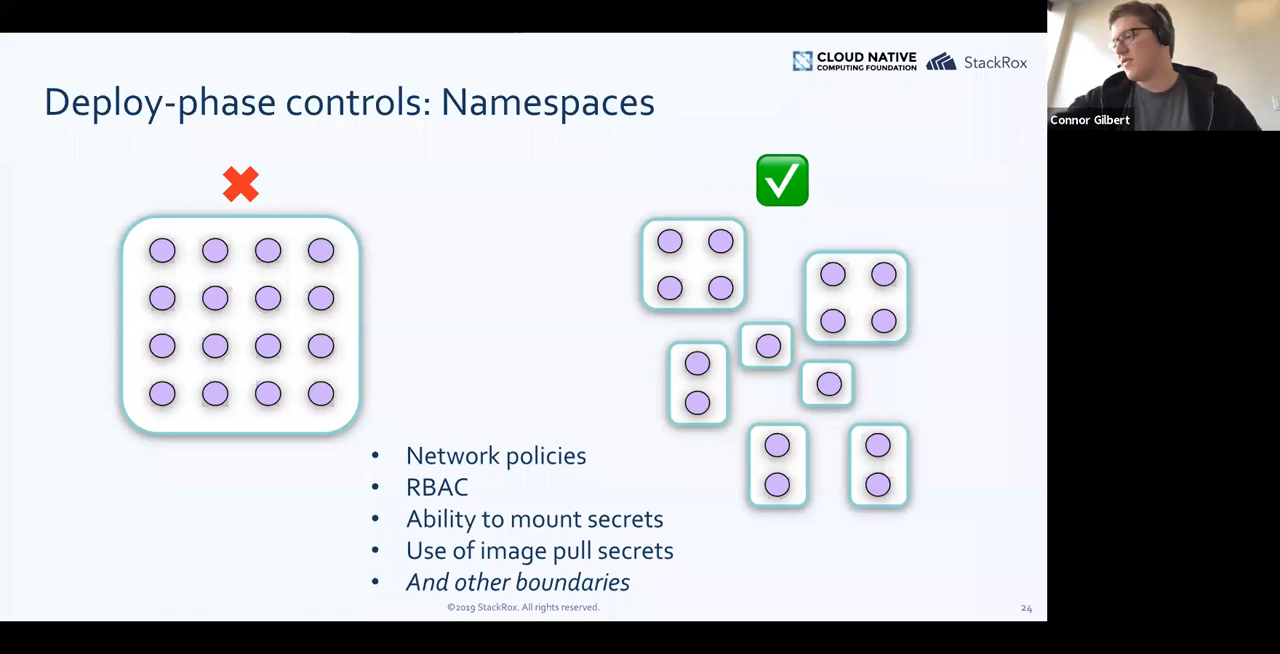 CLOUD NATIVE
COMPUTING FOUNDATION
StackRox
Deploy-phase controls: Namespaces
Connor Gilbert
• Network policies
• RBAC
• Ability to mount secrets
• Use of image pull secrets
• And other boundaries
©2019 StackRox. All rights reserved.
24